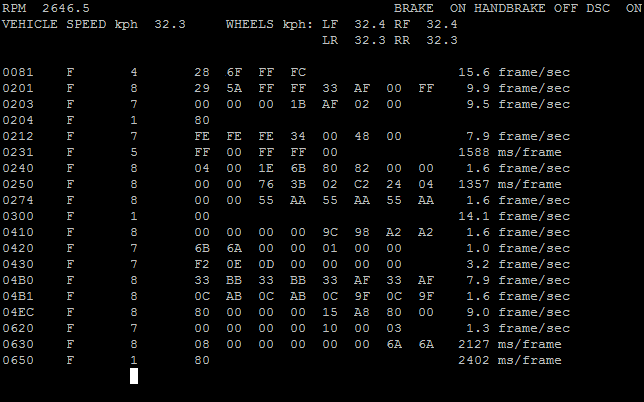 RPM 2646.5 BRAKE ON HANDBRAKE OFF DSC ON
VEHICLE SPEED kph 32.3 WHEELS kph: LF 32.4 RF 32.4
LR 32.3 RR 32.3
0081 F 4 28 6F FF FC 15.6 frame/sec
0201 F 8 29 5A FF FF 33 AF 00 FF 9.9 frame/sec
0203 F 7 00 00 00 1B AF 02 00 9.5 frame/sec
0204 F 1 80
0212 F 7 FE FE FE 34 00 48 00 7.9 frame/sec
0231 F 5 FF 00 FF FF 00 1588 ms/frame
0240 F 8 04 00 1E 6B 80 82 00 00 1.6 frame/sec
0250 F 8 00 00 76 3B 02 C2 24 04 1357 ms/frame
0274 F 8 00 00 55 AA 55 AA 55 AA 1.6 frame/sec
0300 F 1 00 14.1 frame/sec
0410 F 8 00 00 00 00 9C 98 A2 A2 1.6 frame/sec
0420 F 7 6B 6A 00 00 01 00 00 1.0 frame/sec
0430 F 7 F2 0E 0D 00 00 00 00 3.2 frame/sec
04B0 F 8 33 BB 33 BB 33 AF 33 AF 7.9 frame/sec
04B1 F 8 0C AB 0C AB 0C 9F 0C 9F 1.6 frame/sec
04EC F 8 80 00 00 00 15 A8 80 00 9.0 frame/sec
0620 F 7 00 00 00 00 10 00 03 1.3 frame/sec
0630 F 8 08 00 00 00 00 00 6A 6A 2127 ms/frame
0650 F 1 80 2402 ms/frame